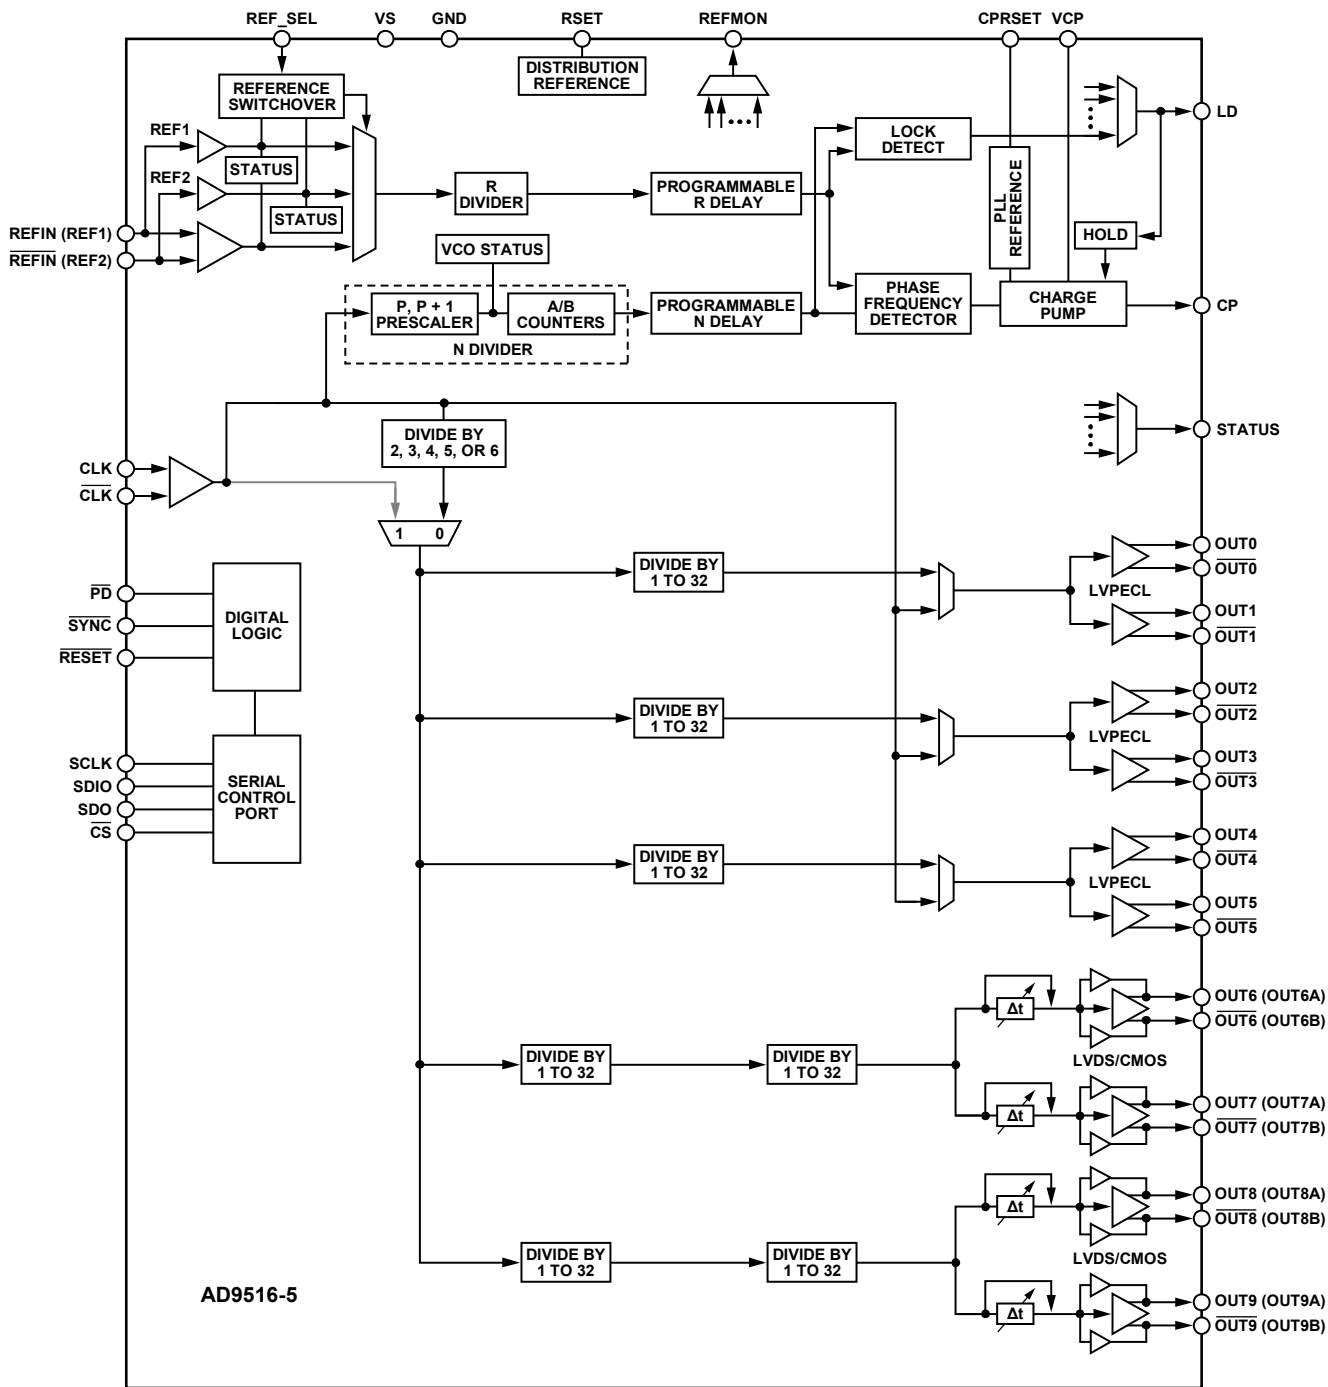 REF_SEL VS GND RSET REFMON CPRSET VCP
DISTRIBUTION
REFERENCE
REFERENCE
SWITCHOVER
REF1
STATUS
REF2
STATUS
REFIN (REF1)
REFIN (REF2)
R
DIVIDER
PROGRAMMABLE
R DELAY
LOCK
DETECT
PLL
REFERENCE
LD
HOLD
VCO STATUS
P, P + 1
PRESCALER
A/B
COUNTERS
N DIVIDER
PROGRAMMABLE
N DELAY
PHASE
FREQUENCY
DETECTOR
CHARGE
PUMP
CP
STATUS
DIVIDE BY
2, 3, 4, 5, OR 6
CLK
CLK
1 0
PD
SYNC
RESET
DIGITAL
LOGIC
SCLK
SDIO
SDO
CS
SERIAL
CONTROL
PORT
DIVIDE BY
1 TO 32
LVPECL
OUT0
OUT0
OUT1
OUT1
DIVIDE BY
1 TO 32
LVPECL
OUT2
OUT2
OUT3
OUT3
DIVIDE BY
1 TO 32
LVPECL
OUT4
OUT4
OUT5
OUT5
DIVIDE BY
1 TO 32
DIVIDE BY
1 TO 32
Δt
Δt
LVDS/CMOS
OUT6 (OUT6A)
OUT6 (OUT6B)
OUT7 (OUT7A)
OUT7 (OUT7B)
DIVIDE BY
1 TO 32
DIVIDE BY
1 TO 32
Δt
Δt
LVDS/CMOS
OUT8 (OUT8A)
OUT8 (OUT8B)
OUT9 (OUT9A)
OUT9 (OUT9B)
AD9516-5